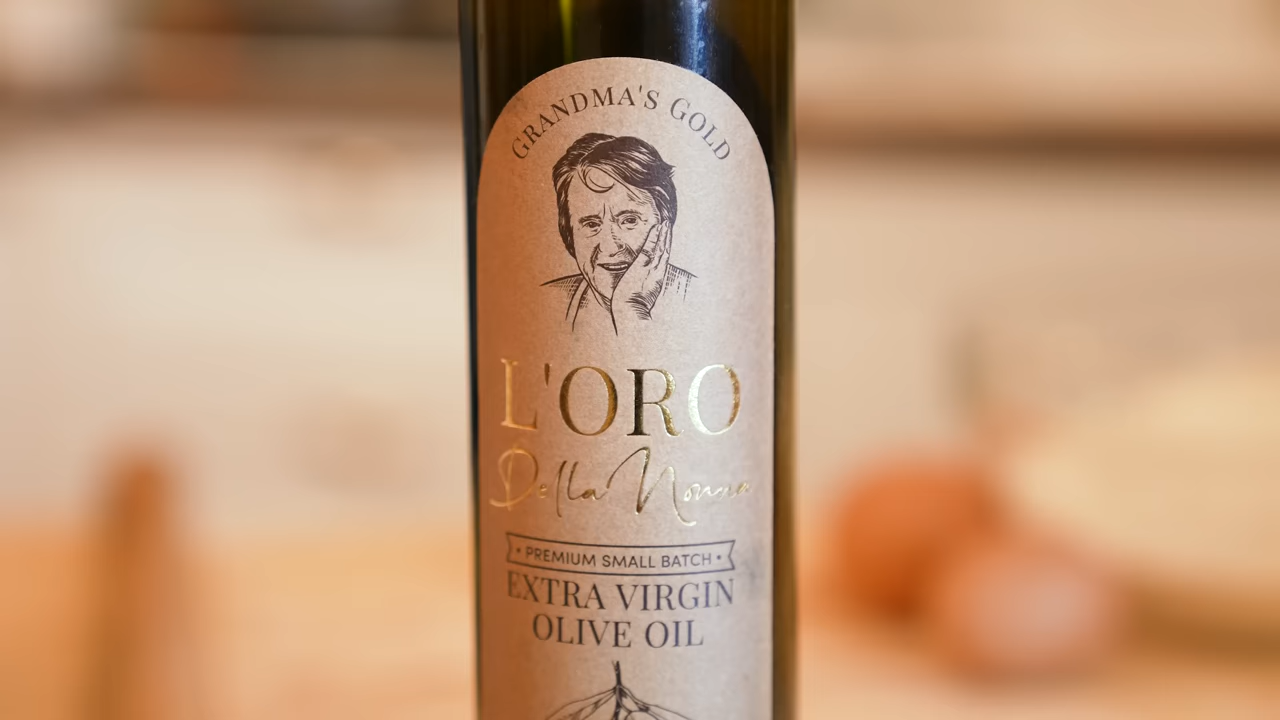 GRANDMA'S GOLD
L'ORO
Della Nonna
• PREMIUM SMALL BATCH •
EXTRA VIRGIN
OLIVE OIL